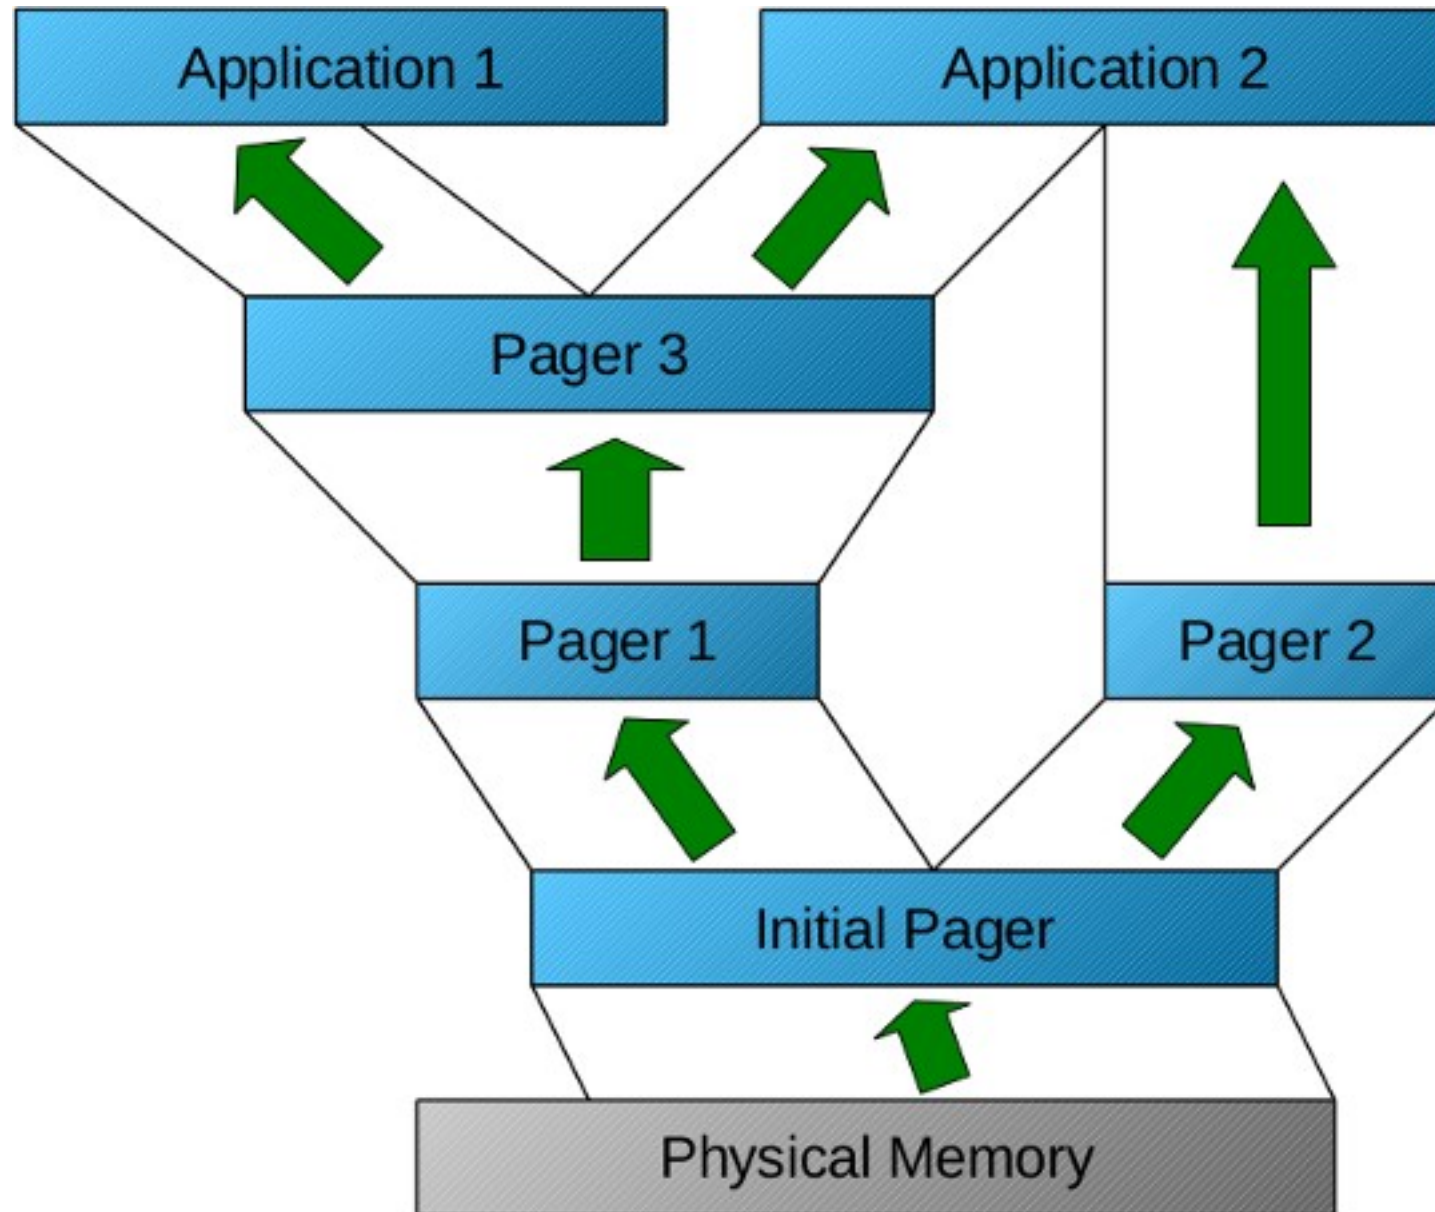 Application 1
Application 2
Pager 3
Pager 1
Pager 2
Initial Pager
Physical Memory